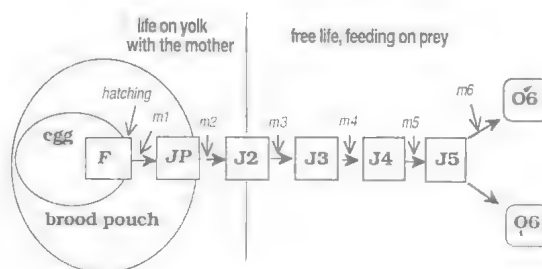 life on yolk
with the mother
free life, feeding on prey
hatching
egg
m1
m2
m3
m4
m5
m6
F
JP
J2
J3
J4
J5
O6
O6
brood pouch